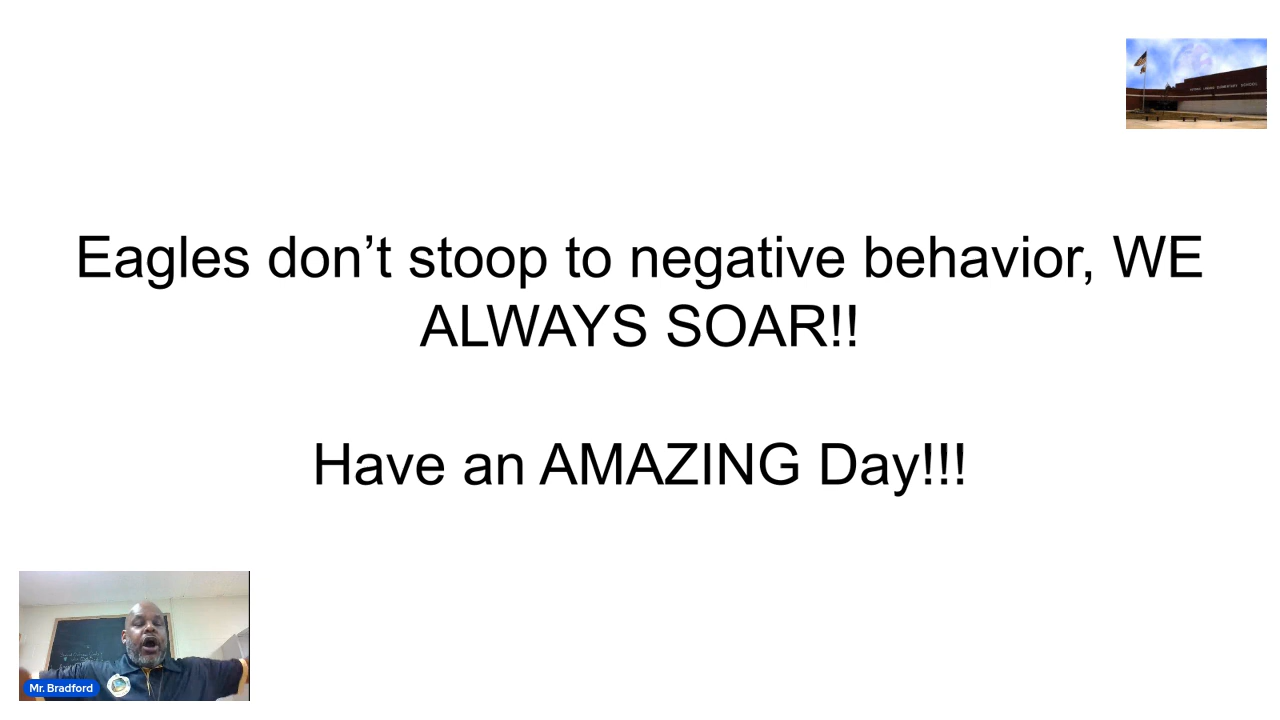 Eagles don’t stoop to negative behavior, WE
ALWAYS SOAR!!
Have an AMAZING Day!!!
Mr. Bradford